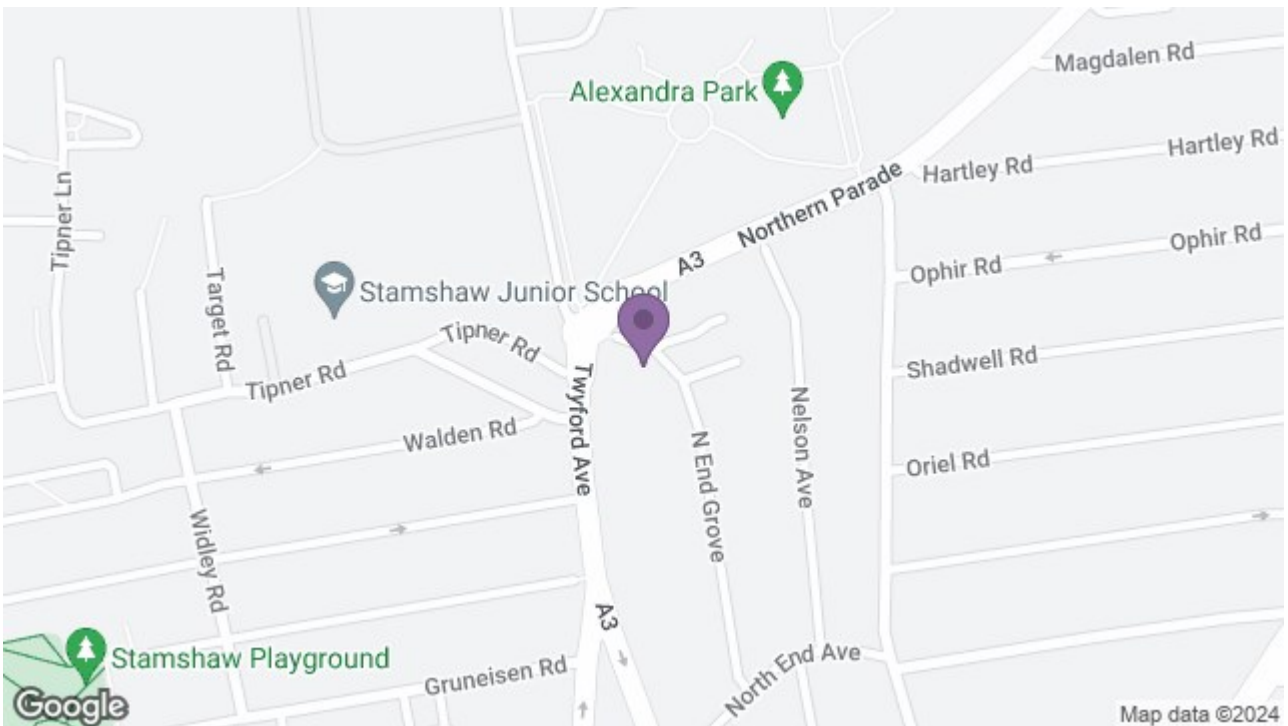 Magdalen Rd
Alexandra Park
Hartley Rd
Hartley Rd
Northern Parade
Tipner Ln
Ophir Rd
Ophir Rd
A3
Target Rd
Stamshaw Junior School
Tipner Rd
Shadwell Rd
Tipner Rd
Twyford Ave
Nelson Ave
Walden Rd
N End Grove
Oriel Rd
Widley Rd
A3
Stamshaw Playground
North End Ave
Gruneisen Rd
Google
Map data ©2024